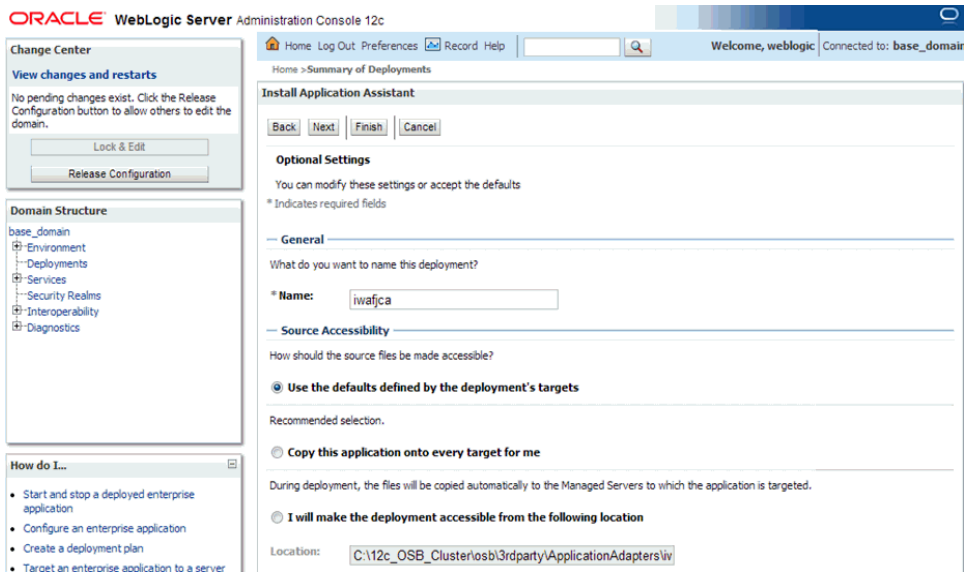 ORACLE WebLogic Server Administration Console 12c
Change Center
View changes and restarts
No pending changes exist. Click the Release
Configuration button to allow others to edit the
domain.
Lock & Edit
Release Configuration
Domain Structure
base_domain
Environment
Deployments
Services
Security Realms
Interoperability
Diagnostics
How do I...
Start and stop a deployed enterprise
application
Configure an enterprise application
Create a deployment plan
Target an enterprise application to a server
Home Log Out Preferences Record Help
Welcome, weblogic Connected to: base_domain
Home >Summary of Deployments
Install Application Assistant
Back Next Finish Cancel
Optional Settings
You can modify these settings or accept the defaults
* Indicates required fields
General
What do you want to name this deployment?
* Name: iwafjca
Source Accessibility
How should the source files be made accessible?
Use the defaults defined by the deployment's targets
Recommended selection.
Copy this application onto every target for me
During deployment, the files will be copied automatically to the Managed Servers to which the application is targeted.
I will make the deployment accessible from the following location
Location: C:\12c_OSB_Cluster\osb\3rdparty\ApplicationAdapters\iw